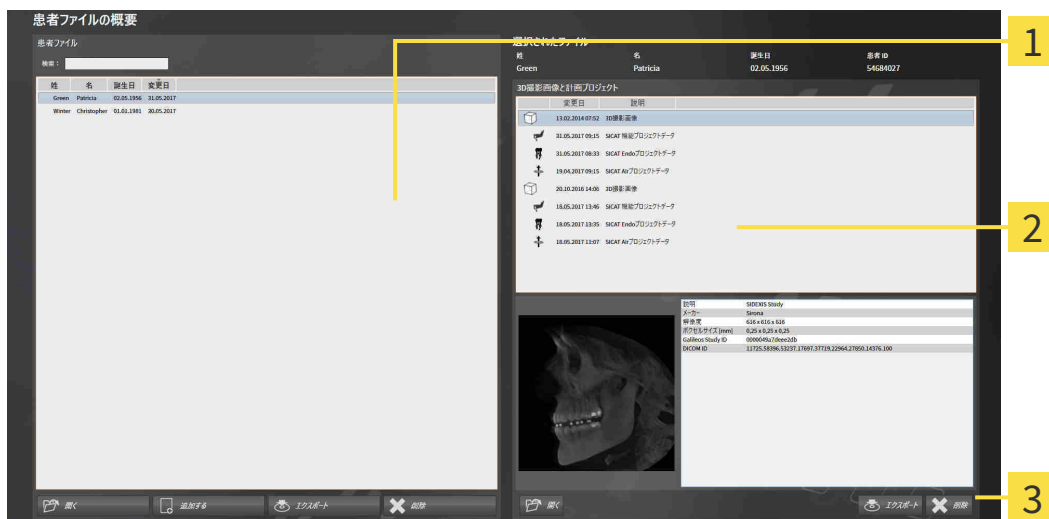 患者ファイルの概要
患者ファイル
検索：
姓 名 誕生日 変更日
Green Patricia 02.05.1956 31.05.2017
Winter Christopher 01.01.1981 30.05.2017
開く 追加する エクスポート 削除
選択されたファイル
姓 名 誕生日 患者 ID
Green Patricia 02.05.1956 54684027
3D撮影画像と計画プロジェクト
変更日 説明
13.02.2014 07:52 3D撮影画像
31.05.2017 09:15 SICAT 機能プロジェクトデータ
31.05.2017 08:33 SICAT Endoプロジェクトデータ
19.04.2017 09:15 SICAT Airプロジェクトデータ
20.10.2016 14:06 3D撮影画像
18.05.2017 13:46 SICAT 機能プロジェクトデータ
18.05.2017 13:35 SICAT Endoプロジェクトデータ
18.05.2017 13:07 SICAT Airプロジェクトデータ
説明 SIDEXIS Study
メーカー Sirona
解像度 616 x 616 x 616
ボクセルサイズ [mm] 0,25 x 0,25 x 0,25
Galileos Study ID 0000049a7deee2db
DICOM ID 11725.58396.53237.17697.37719.22964.27850.14376.100
開く エクスポート 削除
1
2
3